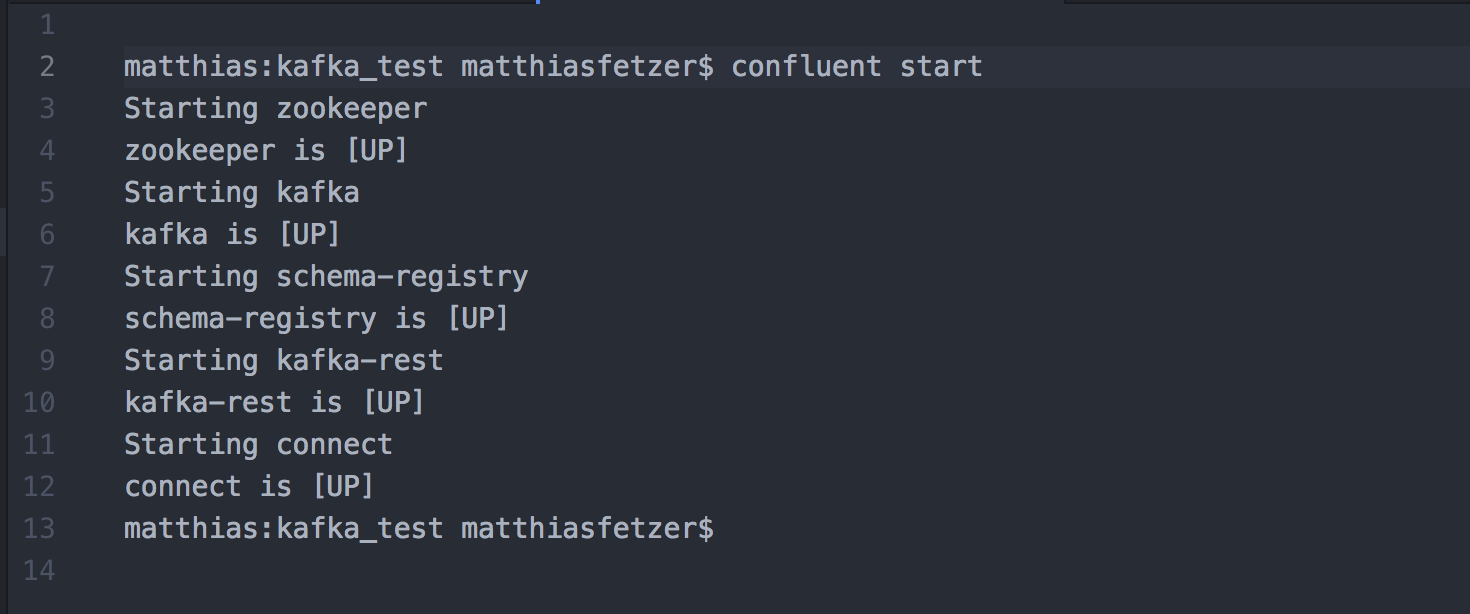 1
2 matthias:kafka_test matthiasfetzer$ confluent start
3 Starting zookeeper
4 zookeeper is [UP]
5 Starting kafka
6 kafka is [UP]
7 Starting schema-registry
8 schema-registry is [UP]
9 Starting kafka-rest
10 kafka-rest is [UP]
11 Starting connect
12 connect is [UP]
13 matthias:kafka_test matthiasfetzer$
14